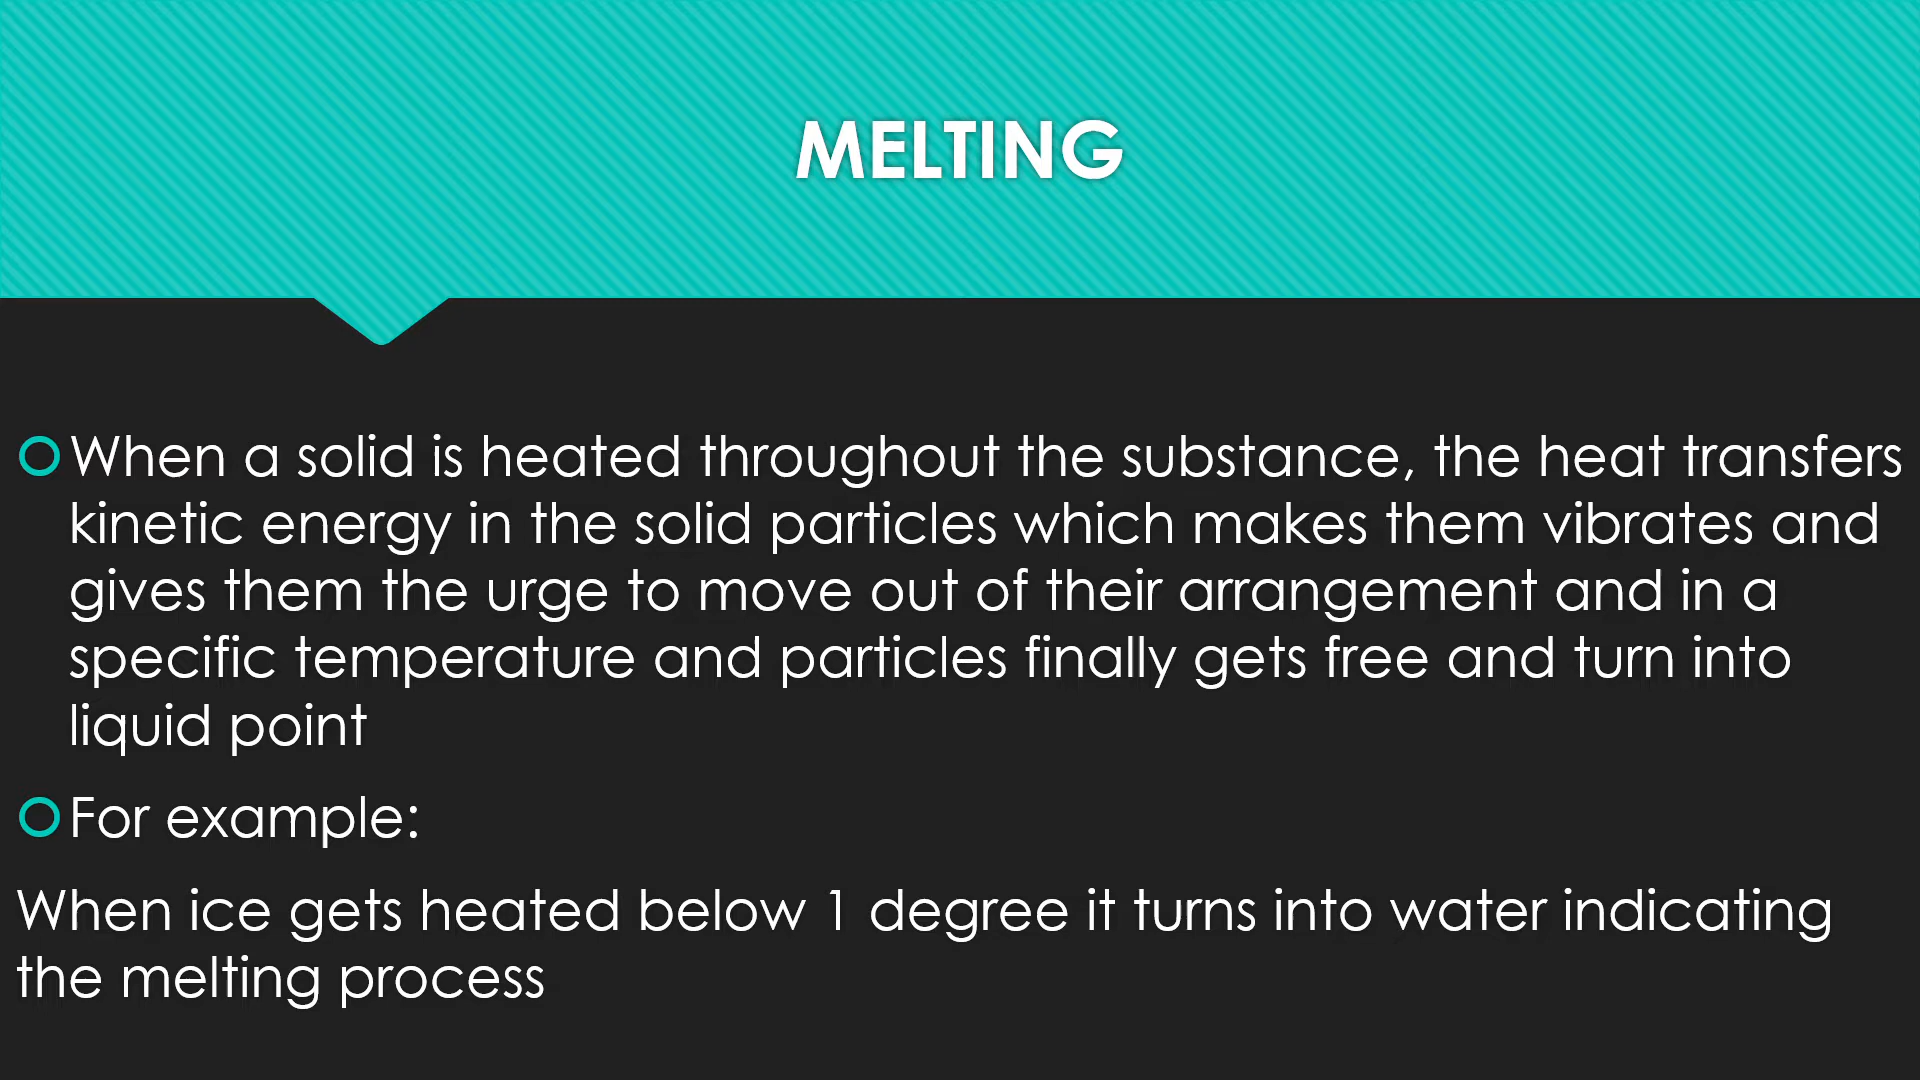 MELTING
When a solid is heated throughout the substance, the heat transfers
kinetic energy in the solid particles which makes them vibrates and
gives them the urge to move out of their arrangement and in a
specific temperature and particles finally gets free and turn into
liquid point
For example:
When ice gets heated below 1 degree it turns into water indicating
the melting process